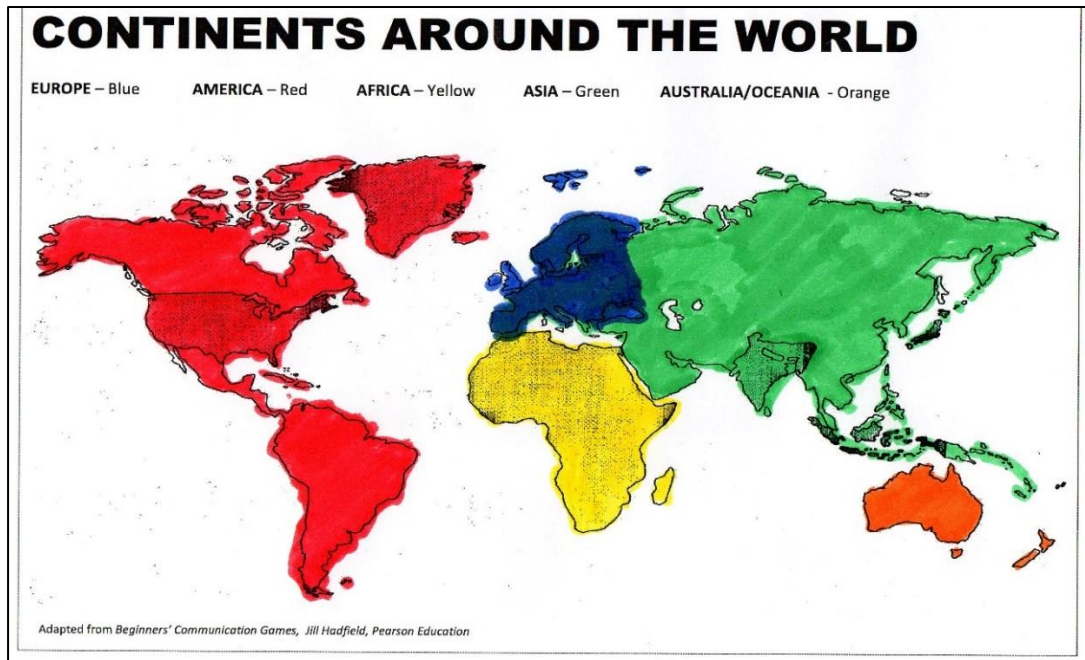 CONTINENTS AROUND THE WORLD
EUROPE – Blue AMERICA – Red AFRICA – Yellow ASIA – Green AUSTRALIA/OCEANIA - Orange
Adapted from Beginners' Communication Games, Jill Hadfield, Pearson Education